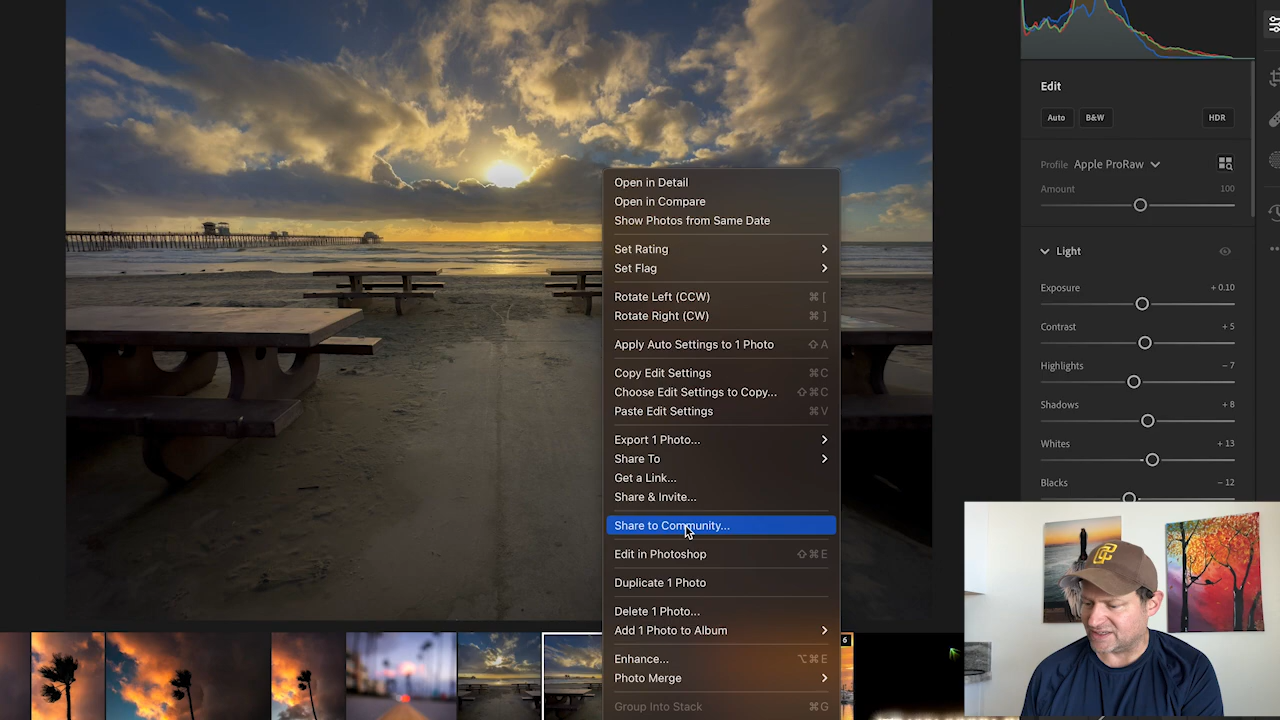 Edit
Auto B&W HDR
Profile Apple ProRaw
Amount 100
Light
Exposure + 0.10
Contrast + 5
Highlights – 7
Shadows + 8
Whites + 13
Blacks – 12
Open in Detail
Open in Compare
Show Photos from Same Date
Set Rating
Set Flag
Rotate Left (CCW) ⌘ [
Rotate Right (CW) ⌘ ]
Apply Auto Settings to 1 Photo ⇧ A
Copy Edit Settings ⌘C
Choose Edit Settings to Copy... ⇧⌘C
Paste Edit Settings ⌘V
Export 1 Photo...
Share To
Get a Link...
Share & Invite...
Share to Community...
Edit in Photoshop ⇧⌘E
Duplicate 1 Photo
Delete 1 Photo...
Add 1 Photo to Album
Enhance... ⌥⌘E
Photo Merge
Group Into Stack ⌘G
6